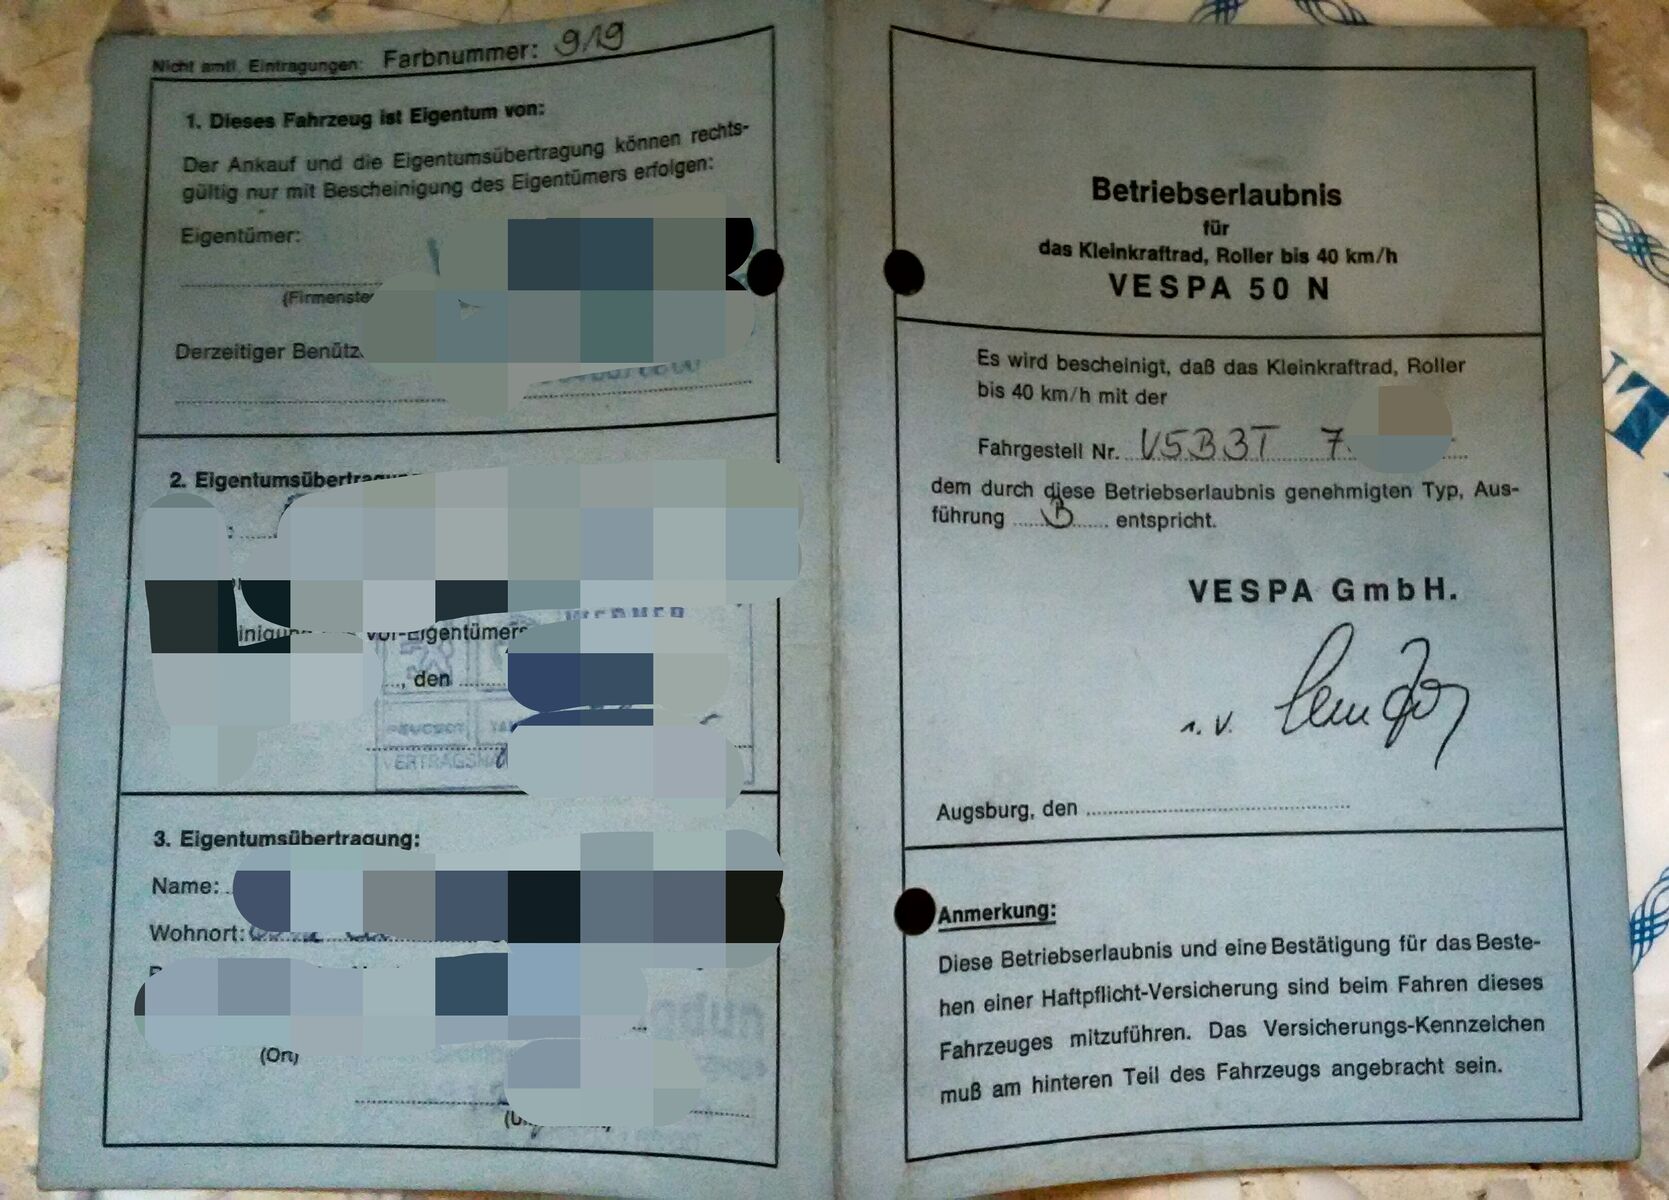 Nicht amtl. Eintragungen: Farbnummer: 919
1. Dieses Fahrzeug ist Eigentum von:
Der Ankauf und die Eigentumsübertragung können rechts-
gültig nur mit Bescheinigung des Eigentümers erfolgen:
Eigentümer:
Derzeitiger
2.
den
VERTRAGSHÄ
3. Eigentumsübertragung:
Name:
Wohnort:
(Ort)
Betriebserlaubnis
für
das Kleinkraftrad, Roller bis 40 km/h
VESPA 50 N
Es wird bescheinigt, daß das Kleinkraftrad, Roller
bis 40 km/h mit der
Fahrgestell Nr. V5B3T 7
dem durch diese Betriebserlaubnis genehmigten Typ, Aus-
führung B entspricht.
VESPA GmbH.
Augsburg, den
Anmerkung:
Diese Betriebserlaubnis und eine Bestätigung für das Beste-
hen einer Haftpflicht-Versicherung sind beim Fahren dieses
Fahrzeuges mitzuführen. Das Versicherungs-Kennzeichen
muß am hinteren Teil des Fahrzeugs angebracht sein.